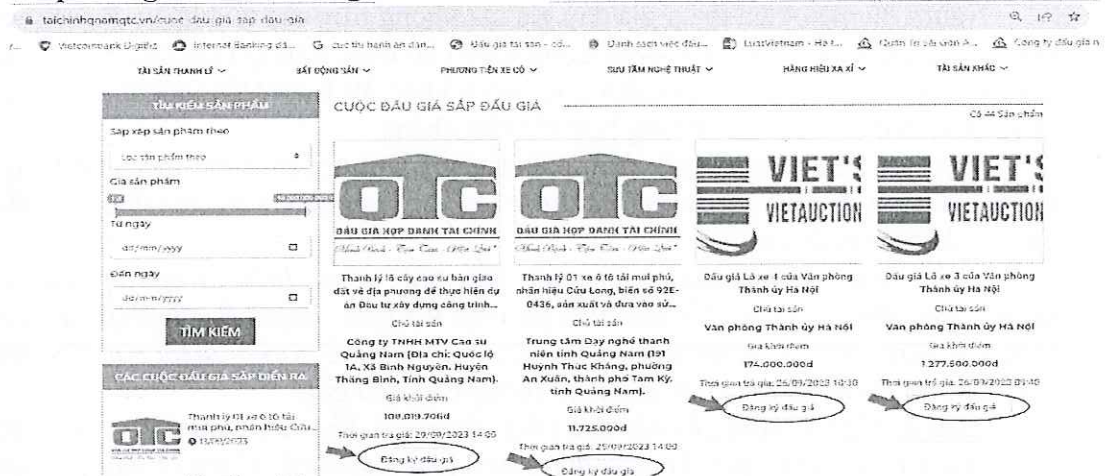 taichinhqnamqtc.vn/cuoc-dau-gia-sap-dau-gia
Vietcombank Digibiz
Internet Banking dà...
Danh sách việc đấu...
LuatVietnam - Hệ t...
Công ty đấu giá n
TÀI SẢN THANH LÝ
BẤT ĐỘNG SẢN
PHƯƠNG TIỆN XE CỘ
SƯU TẦM NGHỆ THUẬT
HÀNG HIỆU XA XỈ
TÀI SẢN KHÁC
TÌM KIẾM SẢN PHẨM
Sắp xếp sản phẩm theo
Lọc sản phẩm theo
Giá sản phẩm
Từ ngày
dd/mm/yyyy
Đến ngày
dd/mm/yyyy
TÌM KIẾM
CÁC CUỘC ĐẤU GIÁ SẮP DIỄN RA
Thanh lý 01 xe ô tô tải
mui phủ, nhãn hiệu Cửu...
CUỘC ĐẤU GIÁ SẮP ĐẤU GIÁ
Có 44 Sản phẩm
QTC
ĐẤU GIÁ HỢP DANH TÀI CHÍNH
Thanh lý lô cây cao su bàn giao
đất về địa phương để thực hiện dự
án Đầu tư xây dựng công trình...
Chủ tài sản
Công ty TNHH MTV Cao su
Quảng Nam (Địa chỉ: Quốc lộ
1A, Xã Bình Nguyên, Huyện
Thăng Bình, Tỉnh Quảng Nam).
Giá khởi điểm
108.019.706đ
Thời gian trả giá: 29/09/2023 14:05
Đăng ký đấu giá
QTC
ĐẤU GIÁ HỢP DANH TÀI CHÍNH
Thanh lý 01 xe ô tô tải mui phủ,
nhãn hiệu Cửu Long, biển số 92E-
0436, sản xuất và đưa vào sử...
Chủ tài sản
Trung tâm Dạy nghề thanh
niên tỉnh Quảng Nam (191
Huỳnh Thúc Kháng, phường
An Xuân, thành phố Tam Kỳ,
tỉnh Quảng Nam).
Giá khởi điểm
11.725.000đ
Thời gian trả giá: 29/09/2023 14:00
Đăng ký đấu giá
VIET'S
VIETAUCTION
Đấu giá Lô xe 4 của Văn phòng
Thành ủy Hà Nội
Chủ tài sản
Văn phòng Thành ủy Hà Nội
Giá khởi điểm
174.000.000đ
Thời gian trả giá: 26/09/2023 10:30
Đăng ký đấu giá
VIET'S
VIETAUCTION
Đấu giá Lô xe 3 của Văn phòng
Thành ủy Hà Nội
Chủ tài sản
Văn phòng Thành ủy Hà Nội
Giá khởi điểm
1.277.500.000đ
Thời gian trả giá: 26/09/2023
Đăng ký đấu giá